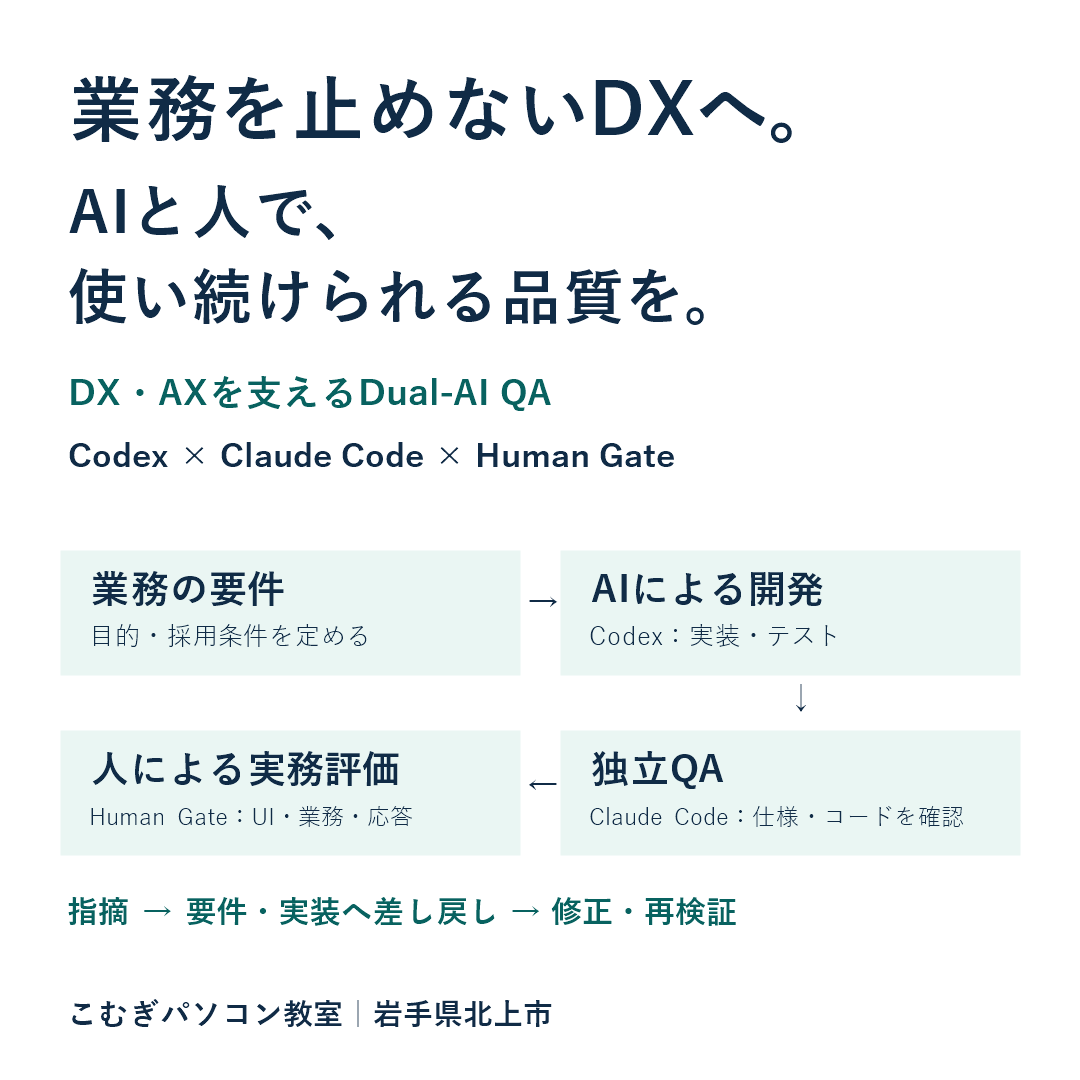 業務を止めないDXへ。
AIと人で、
使い続けられる品質を。
DX・AXを支えるDual-AI QA
Codex × Claude Code × Human Gate
業務の要件
目的・採用条件を定める
→
AIによる開発
Codex：実装・テスト
↓
独立QA
Claude Code：仕様・コードを確認
←
人による実務評価
Human Gate：UI・業務・応答
指摘 → 要件・実装へ差し戻し → 修正・再検証
こむぎパソコン教室｜岩手県北上市